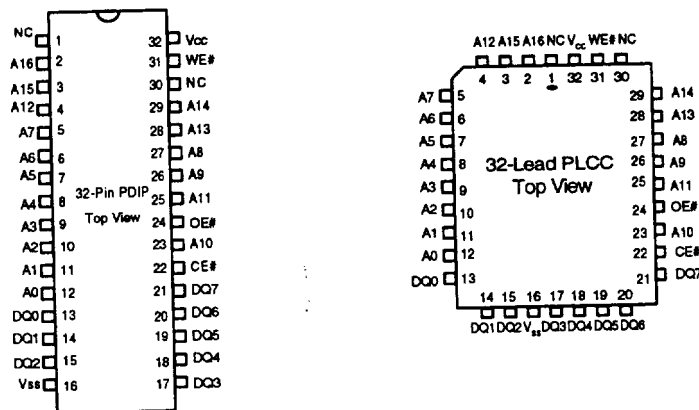 NC 1 32 Vcc
A16 2 31 WE#
A15 3 30 NC
A12 4 29 A14
A7 5 28 A13
A6 6 27 A8
A5 7 26 A9
A4 8 25 A11
A3 9 24 OE#
A2 10 23 A10
A1 11 22 CE#
A0 12 21 DQ7
DQ0 13 20 DQ6
DQ1 14 19 DQ5
DQ2 15 18 DQ4
Vss 16 17 DQ3
32-Pin PDIP
Top View
A12 A15 A16 NC Vcc WE# NC
4 3 2 1 32 31 30
A7 5 29 A14
A6 6 28 A13
A5 7 27 A8
A4 8 26 A9
A3 9 25 A11
A2 10 24 OE#
A1 11 23 A10
A0 12 22 CE#
DQ0 13 21 DQ7
32-Lead PLCC
Top View
14 15 16 17 18 19 20
DQ1 DQ2 Vss DQ3 DQ4 DQ5 DQ6